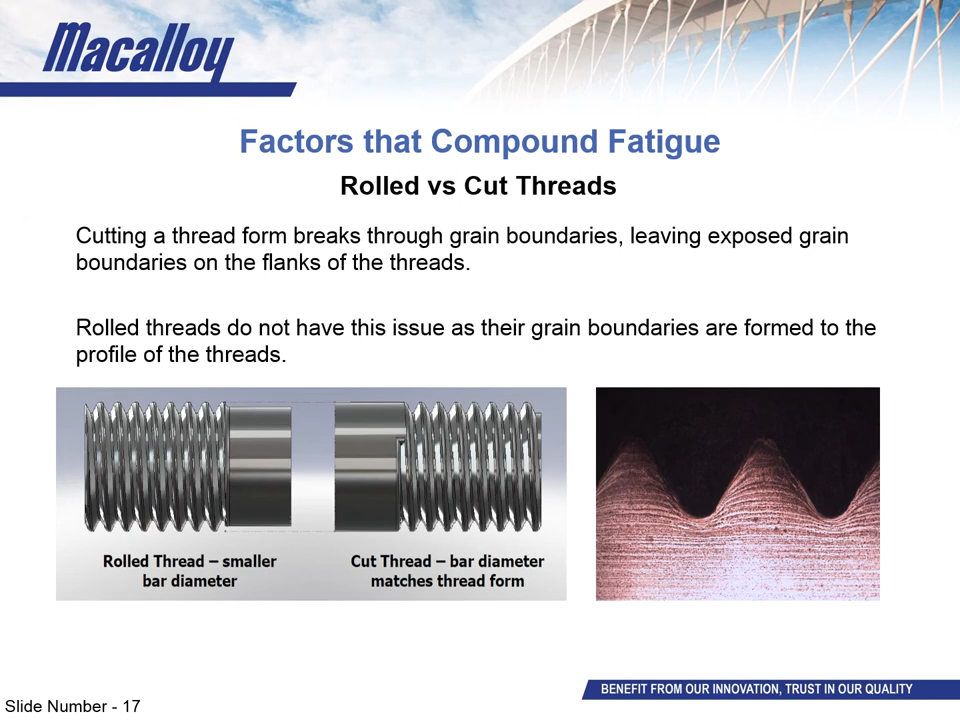 Macalloy
Factors that Compound Fatigue
Rolled vs Cut Threads
Cutting a thread form breaks through grain boundaries, leaving exposed grain
boundaries on the flanks of the threads.
Rolled threads do not have this issue as their grain boundaries are formed to the
profile of the threads.
Rolled Thread – smaller
bar diameter
Cut Thread – bar diameter
matches thread form
BENEFIT FROM OUR INNOVATION, TRUST IN OUR QUALITY
Slide Number - 17